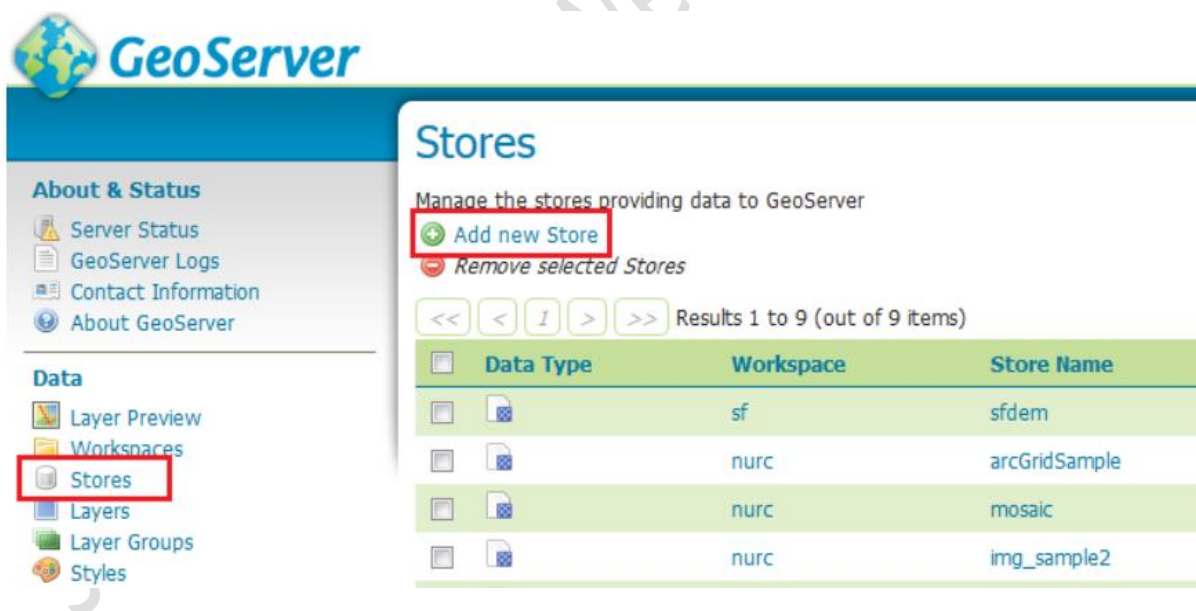 GeoServer
Stores
Manage the stores providing data to GeoServer
Add new Store
Remove selected Stores
<< < 1 > >> Results 1 to 9 (out of 9 items)
Data Type Workspace Store Name
sf sfdem
nurc arcGridSample
nurc mosaic
nurc img_sample2
About & Status
Server Status
GeoServer Logs
Contact Information
About GeoServer
Data
Layer Preview
Workspaces
Stores
Layers
Layer Groups
Styles